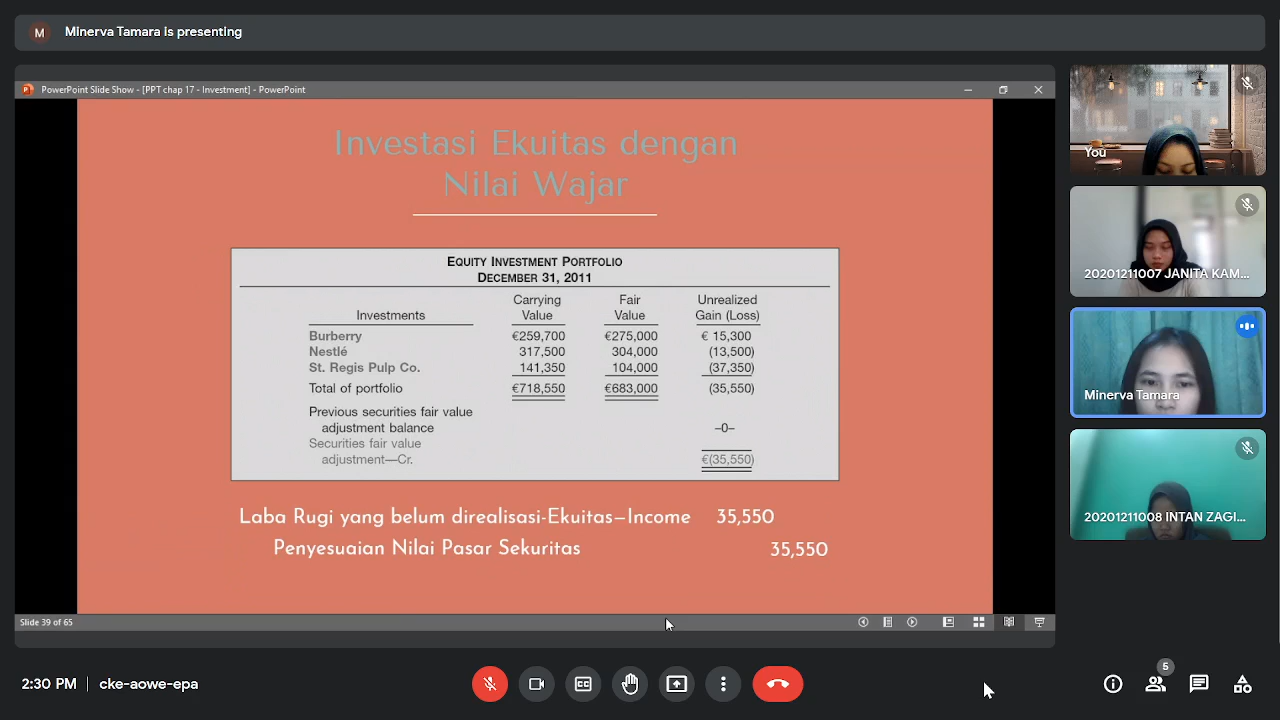 M Minerva Tamara is presenting
PowerPoint Slide Show - [PPT chap 17 - Investment] - PowerPoint
Investasi Ekuitas dengan
Nilai Wajar
EQUITY INVESTMENT PORTFOLIO
DECEMBER 31, 2011
Carrying Fair Unrealized
Investments Value Value Gain (Loss)
Burberry €259,700 €275,000 € 15,300
Nestlé 317,500 304,000 (13,500)
St. Regis Pulp Co. 141,350 104,000 (37,350)
Total of portfolio €718,550 €683,000 (35,550)
Previous securities fair value
adjustment balance –0–
Securities fair value
adjustment—Cr. €(35,550)
Laba Rugi yang belum direalisasi-Ekuitas–Income 35,550
Penyesuaian Nilai Pasar Sekuritas 35,550
Slide 39 of 65
You
20201211007 JANITA KAM...
Minerva Tamara
20201211008 INTAN ZAGI...
2:30 PM | cke-aowe-epa
CC
5